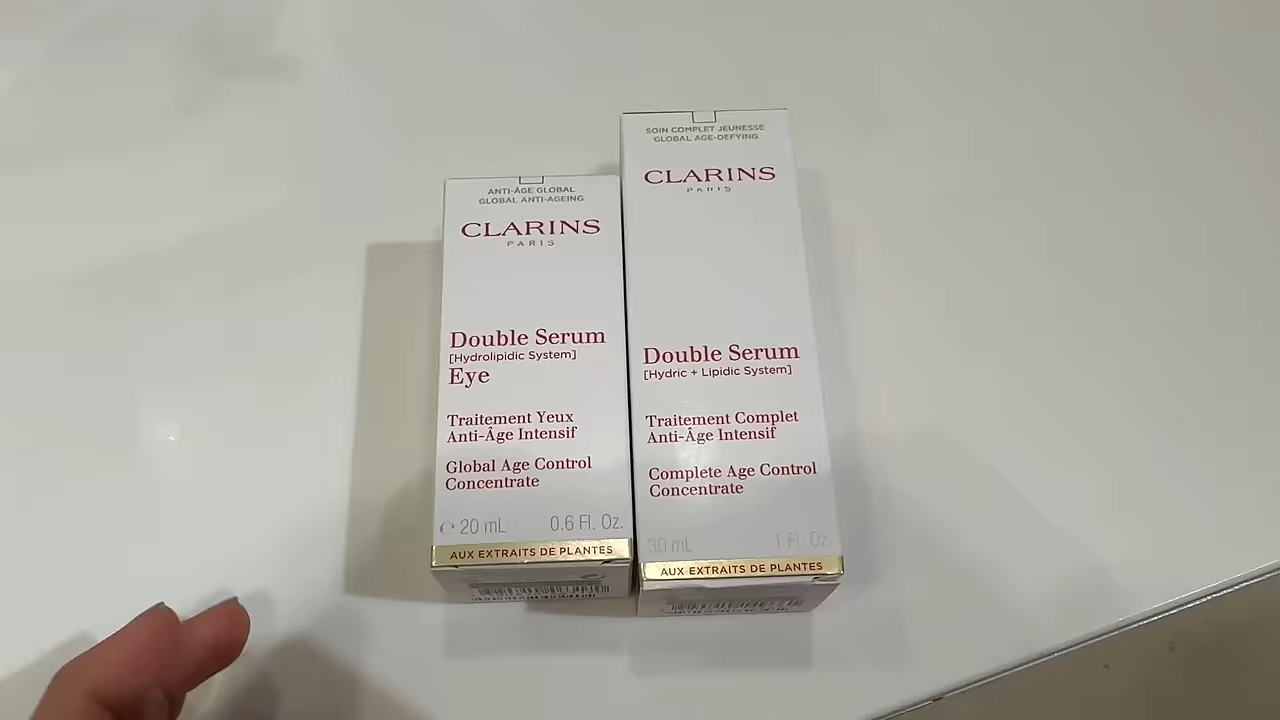 ANTI-ÂGE GLOBAL
GLOBAL ANTI-AGEING
CLARINS
PARIS
Double Serum
[Hydrolipidic System]
Eye
Traitement Yeux
Anti-Âge Intensif
Global Age Control
Concentrate
℮ 20 mL 0.6 Fl. Oz.
AUX EXTRAITS DE PLANTES
SOIN COMPLET JEUNESSE
GLOBAL AGE-DEFYING
CLARINS
PARIS
Double Serum
[Hydric + Lipidic System]
Traitement Complet
Anti-Âge Intensif
Complete Age Control
Concentrate
30 mL 1 Fl. Oz.
AUX EXTRAITS DE PLANTES